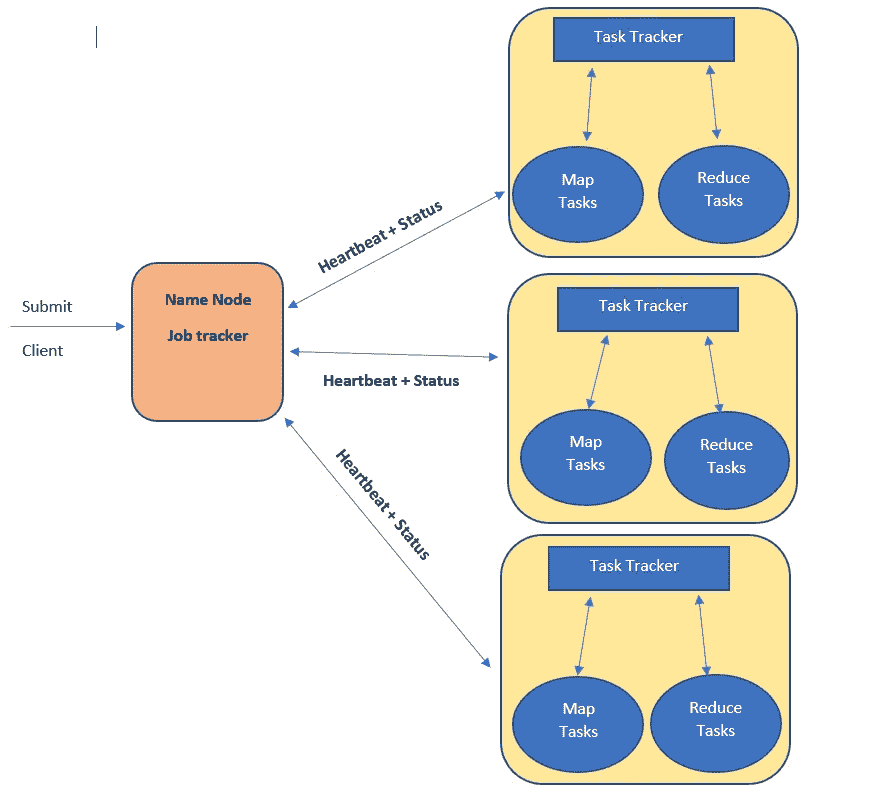 Submit
Client
Name Node
Job tracker
Heartbeat + Status
Heartbeat + Status
Heartbeat + Status
Task Tracker
Map
Tasks
Reduce
Tasks
Task Tracker
Map
Tasks
Reduce
Tasks
Task Tracker
Map
Tasks
Reduce
Tasks